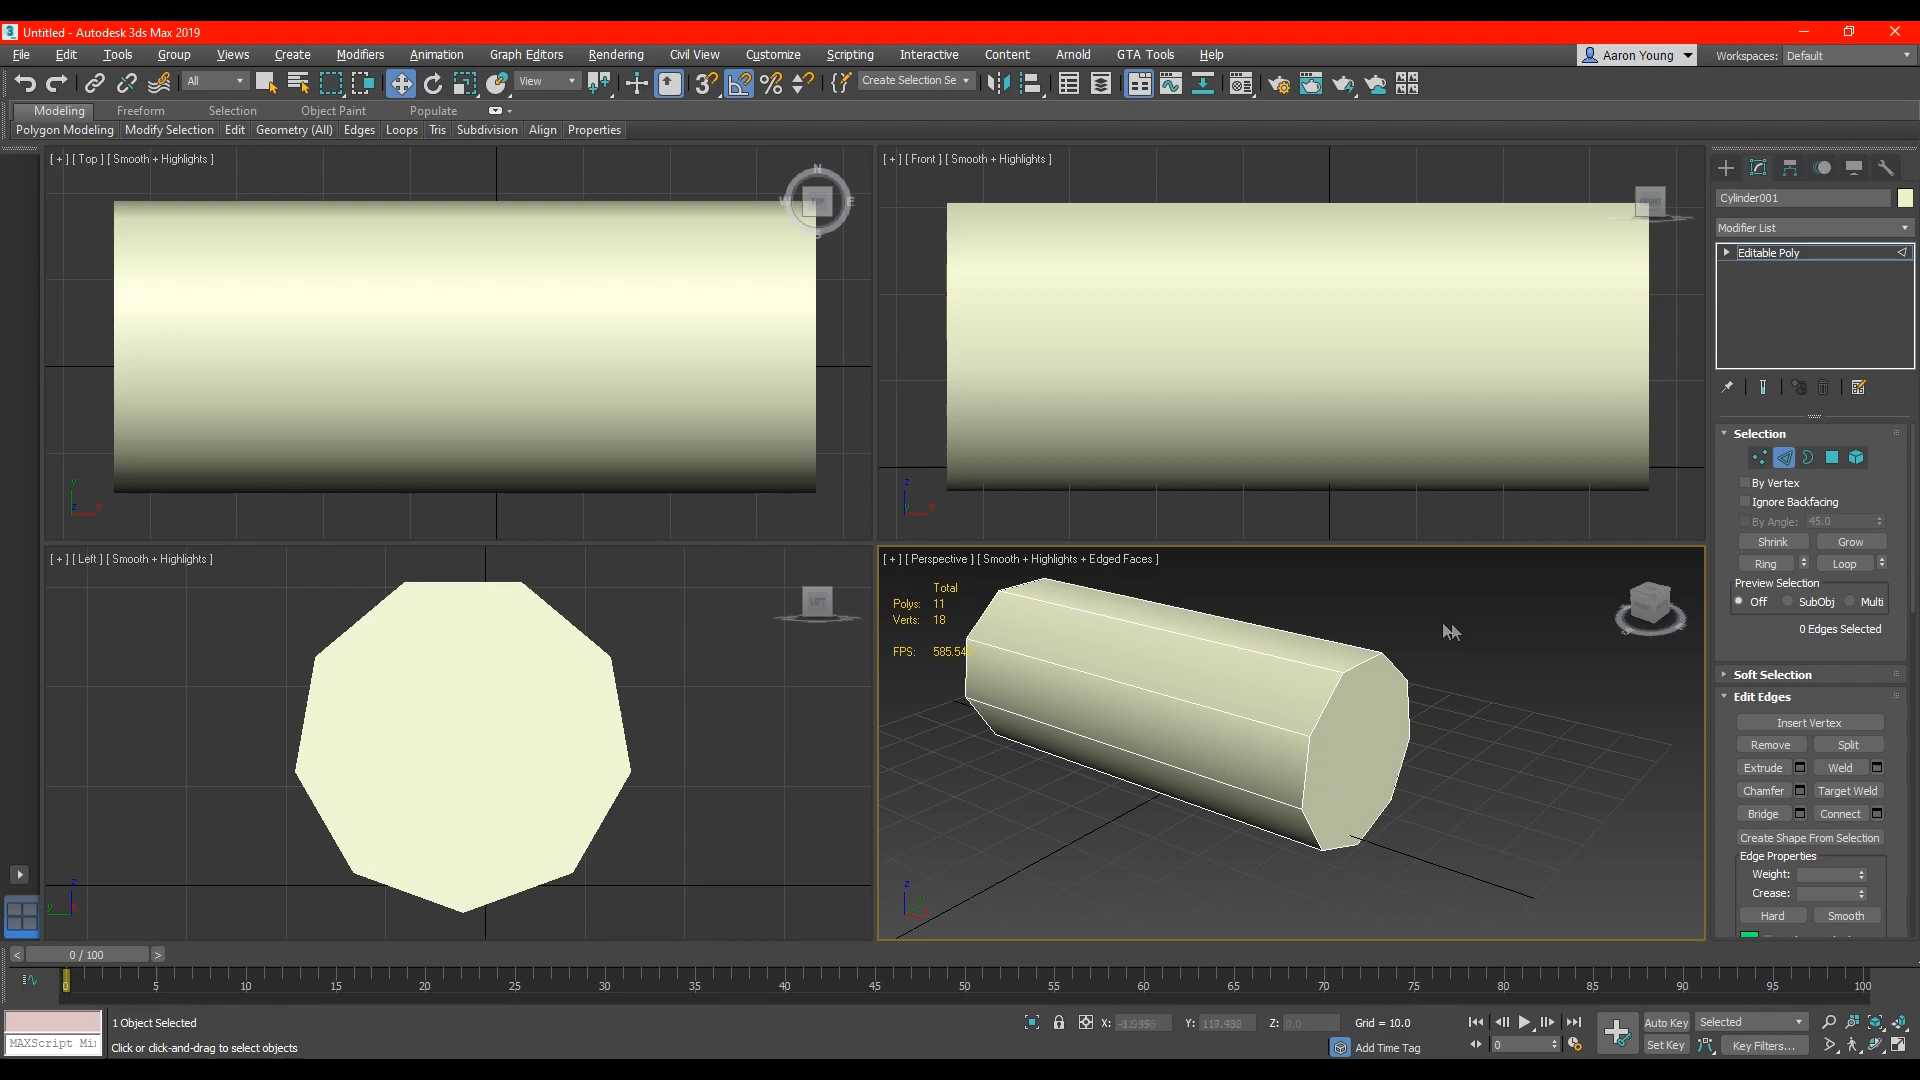 Untitled - Autodesk 3ds Max 2019
File Edit Tools Group Views Create Modifiers Animation Graph Editors Rendering Civil View Customize Scripting Interactive Content Arnold GTA Tools Help Aaron Young Workspaces: Default
All View Create Selection Se
Modeling Freeform Selection Object Paint Populate
Polygon Modeling Modify Selection Edit Geometry (All) Edges Loops Tris Subdivision Align Properties
[ + ] [ Top ] [ Smooth + Highlights ]
N
W TOP E
S
[ + ] [ Front ] [ Smooth + Highlights ]
FRONT
y
z x
z
y x
[ + ] [ Left ] [ Smooth + Highlights ]
LEFT
z
y x
[ + ] [ Perspective ] [ Smooth + Highlights + Edged Faces ]
Total
Polys: 11
Verts: 18
FPS: 585.54
z
y
x
Cylinder001
Modifier List
Editable Poly
Selection
By Vertex
Ignore Backfacing
By Angle: 45.0
Shrink Grow
Ring Loop
Preview Selection
Off SubObj Multi
0 Edges Selected
Soft Selection
Edit Edges
Insert Vertex
Remove Split
Extrude Weld
Chamfer Target Weld
Bridge Connect
Create Shape From Selection
Edge Properties
Weight:
Crease:
Hard Smooth
< 0 / 100 >
0 5 10 15 20 25 30 35 40 45 50 55 60 65 70 75 80 85 90 95 100
1 Object Selected X: Y: Z: 0.0 Grid = 10.0 Auto Key Selected
MAXScript Mi Click or click-and-drag to select objects Add Time Tag 0 Set Key Key Filters...